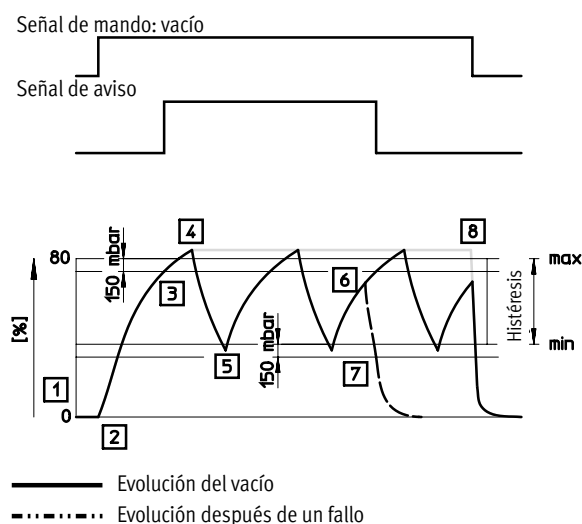 Señal de mando: vacío
Señal de aviso
4
8
80
150 mbar
max
3
6
Histéresis
[%]
min
5
150 mbar
7
1
0
2
Evolución del vacío
Evolución después de un fallo